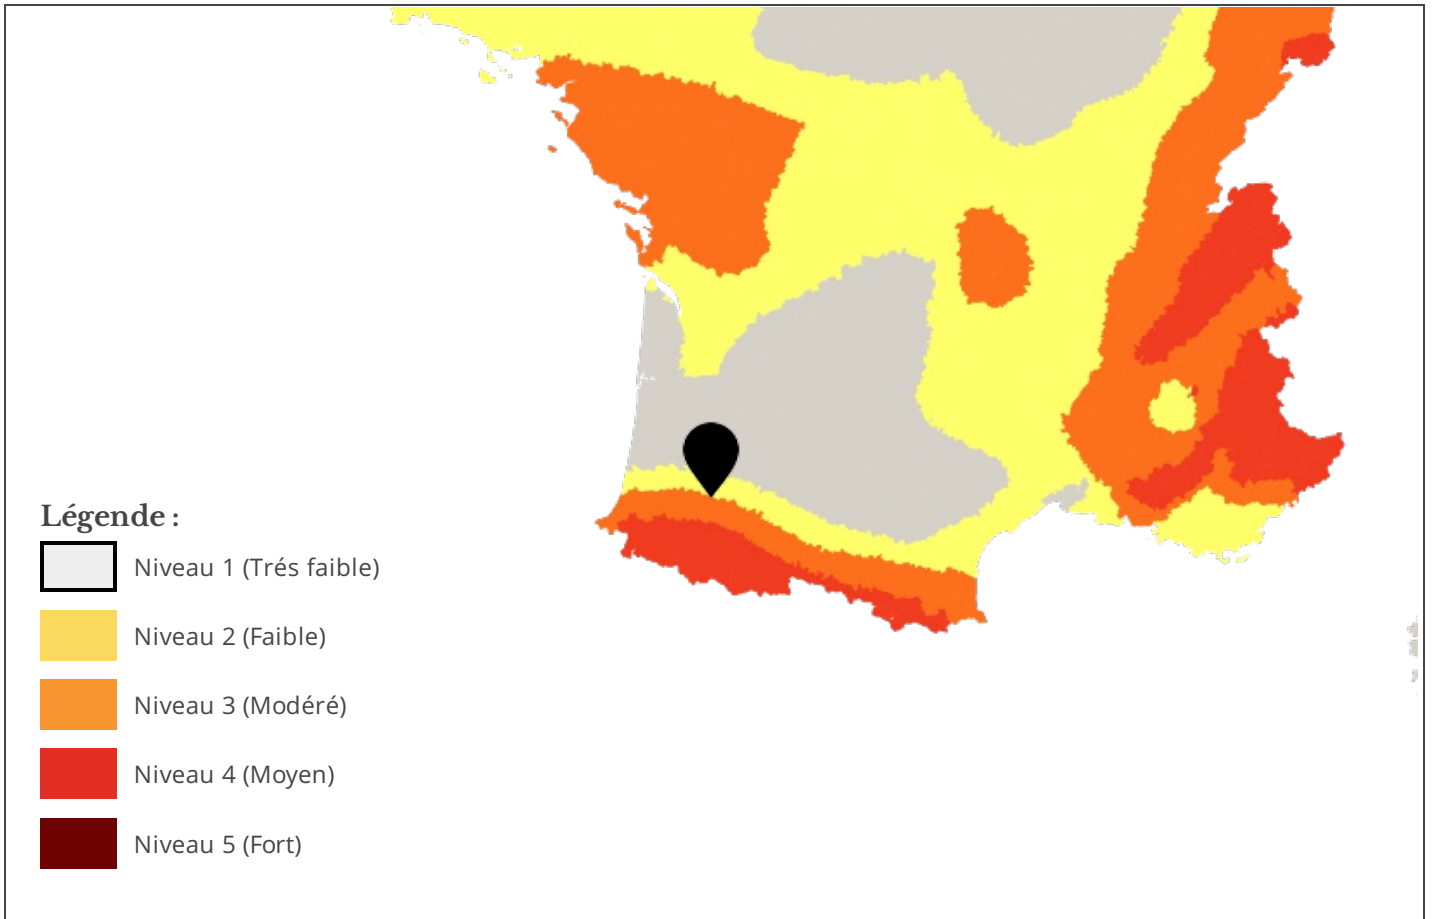 Légende :
Niveau 1 (Trés faible)
Niveau 2 (Faible)
Niveau 3 (Modéré)
Niveau 4 (Moyen)
Niveau 5 (Fort)